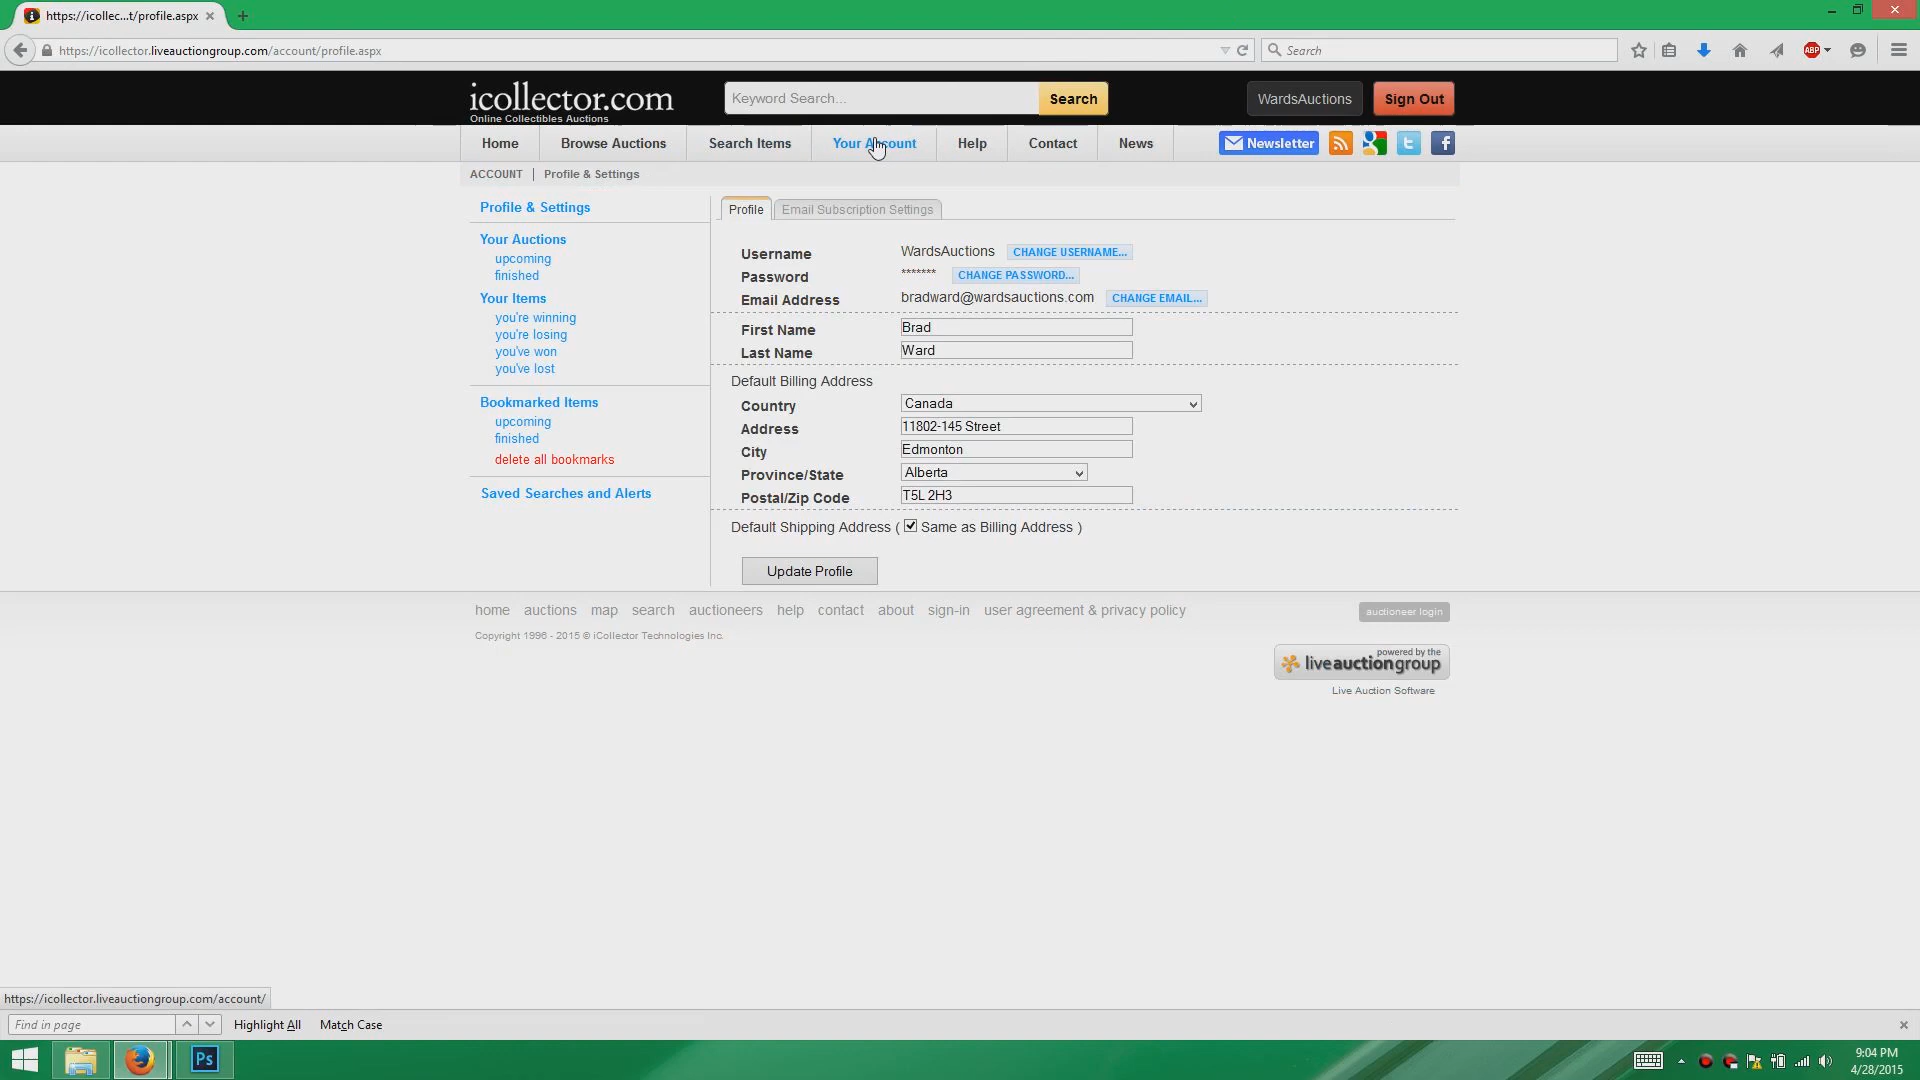 https://icollec...t/profile.aspx
https://icollector.liveauctiongroup.com/account/profile.aspx
Search
ABP
icollector.com
Online Collectibles Auctions
Keyword Search...
Search
WardsAuctions
Sign Out
Home
Browse Auctions
Search Items
Your Account
Help
Contact
News
Newsletter
ACCOUNT | Profile & Settings
Profile & Settings
Your Auctions
upcoming
finished
Your Items
you're winning
you're losing
you've won
you've lost
Bookmarked Items
upcoming
finished
delete all bookmarks
Saved Searches and Alerts
Profile
Email Subscription Settings
Username WardsAuctions CHANGE USERNAME...
Password ******* CHANGE PASSWORD...
Email Address bradward@wardsauctions.com CHANGE EMAIL...
First Name Brad
Last Name Ward
Default Billing Address
Country Canada
Address 11802-145 Street
City Edmonton
Province/State Alberta
Postal/Zip Code T5L 2H3
Default Shipping Address ( Same as Billing Address )
Update Profile
home auctions map search auctioneers help contact about sign-in user agreement & privacy policy
auctioneer login
Copyright 1996 - 2015 © iCollector Technologies Inc.
powered by the
liveauctiongroup
Live Auction Software
https://icollector.liveauctiongroup.com/account/
Find in page
Highlight All
Match Case
Ps
9:04 PM
4/28/2015